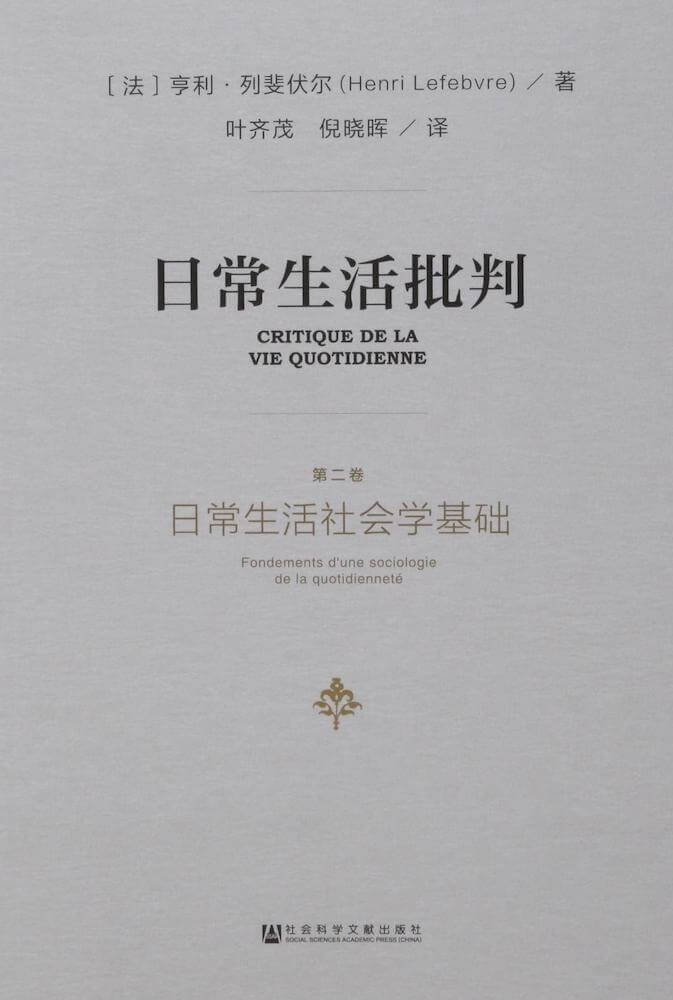 ［法］亨利·列斐伏尔(Henri Lefebvre) ／ 著
叶齐茂 倪晓晖 ／ 译
日常生活批判
CRITIQUE DE LA
VIE QUOTIDIENNE
第二卷
日常生活社会学基础
Fondements d'une sociologie
de la quotidienneté
社会科学文献出版社
SOCIAL SCIENCES ACADEMIC PRESS (CHINA)